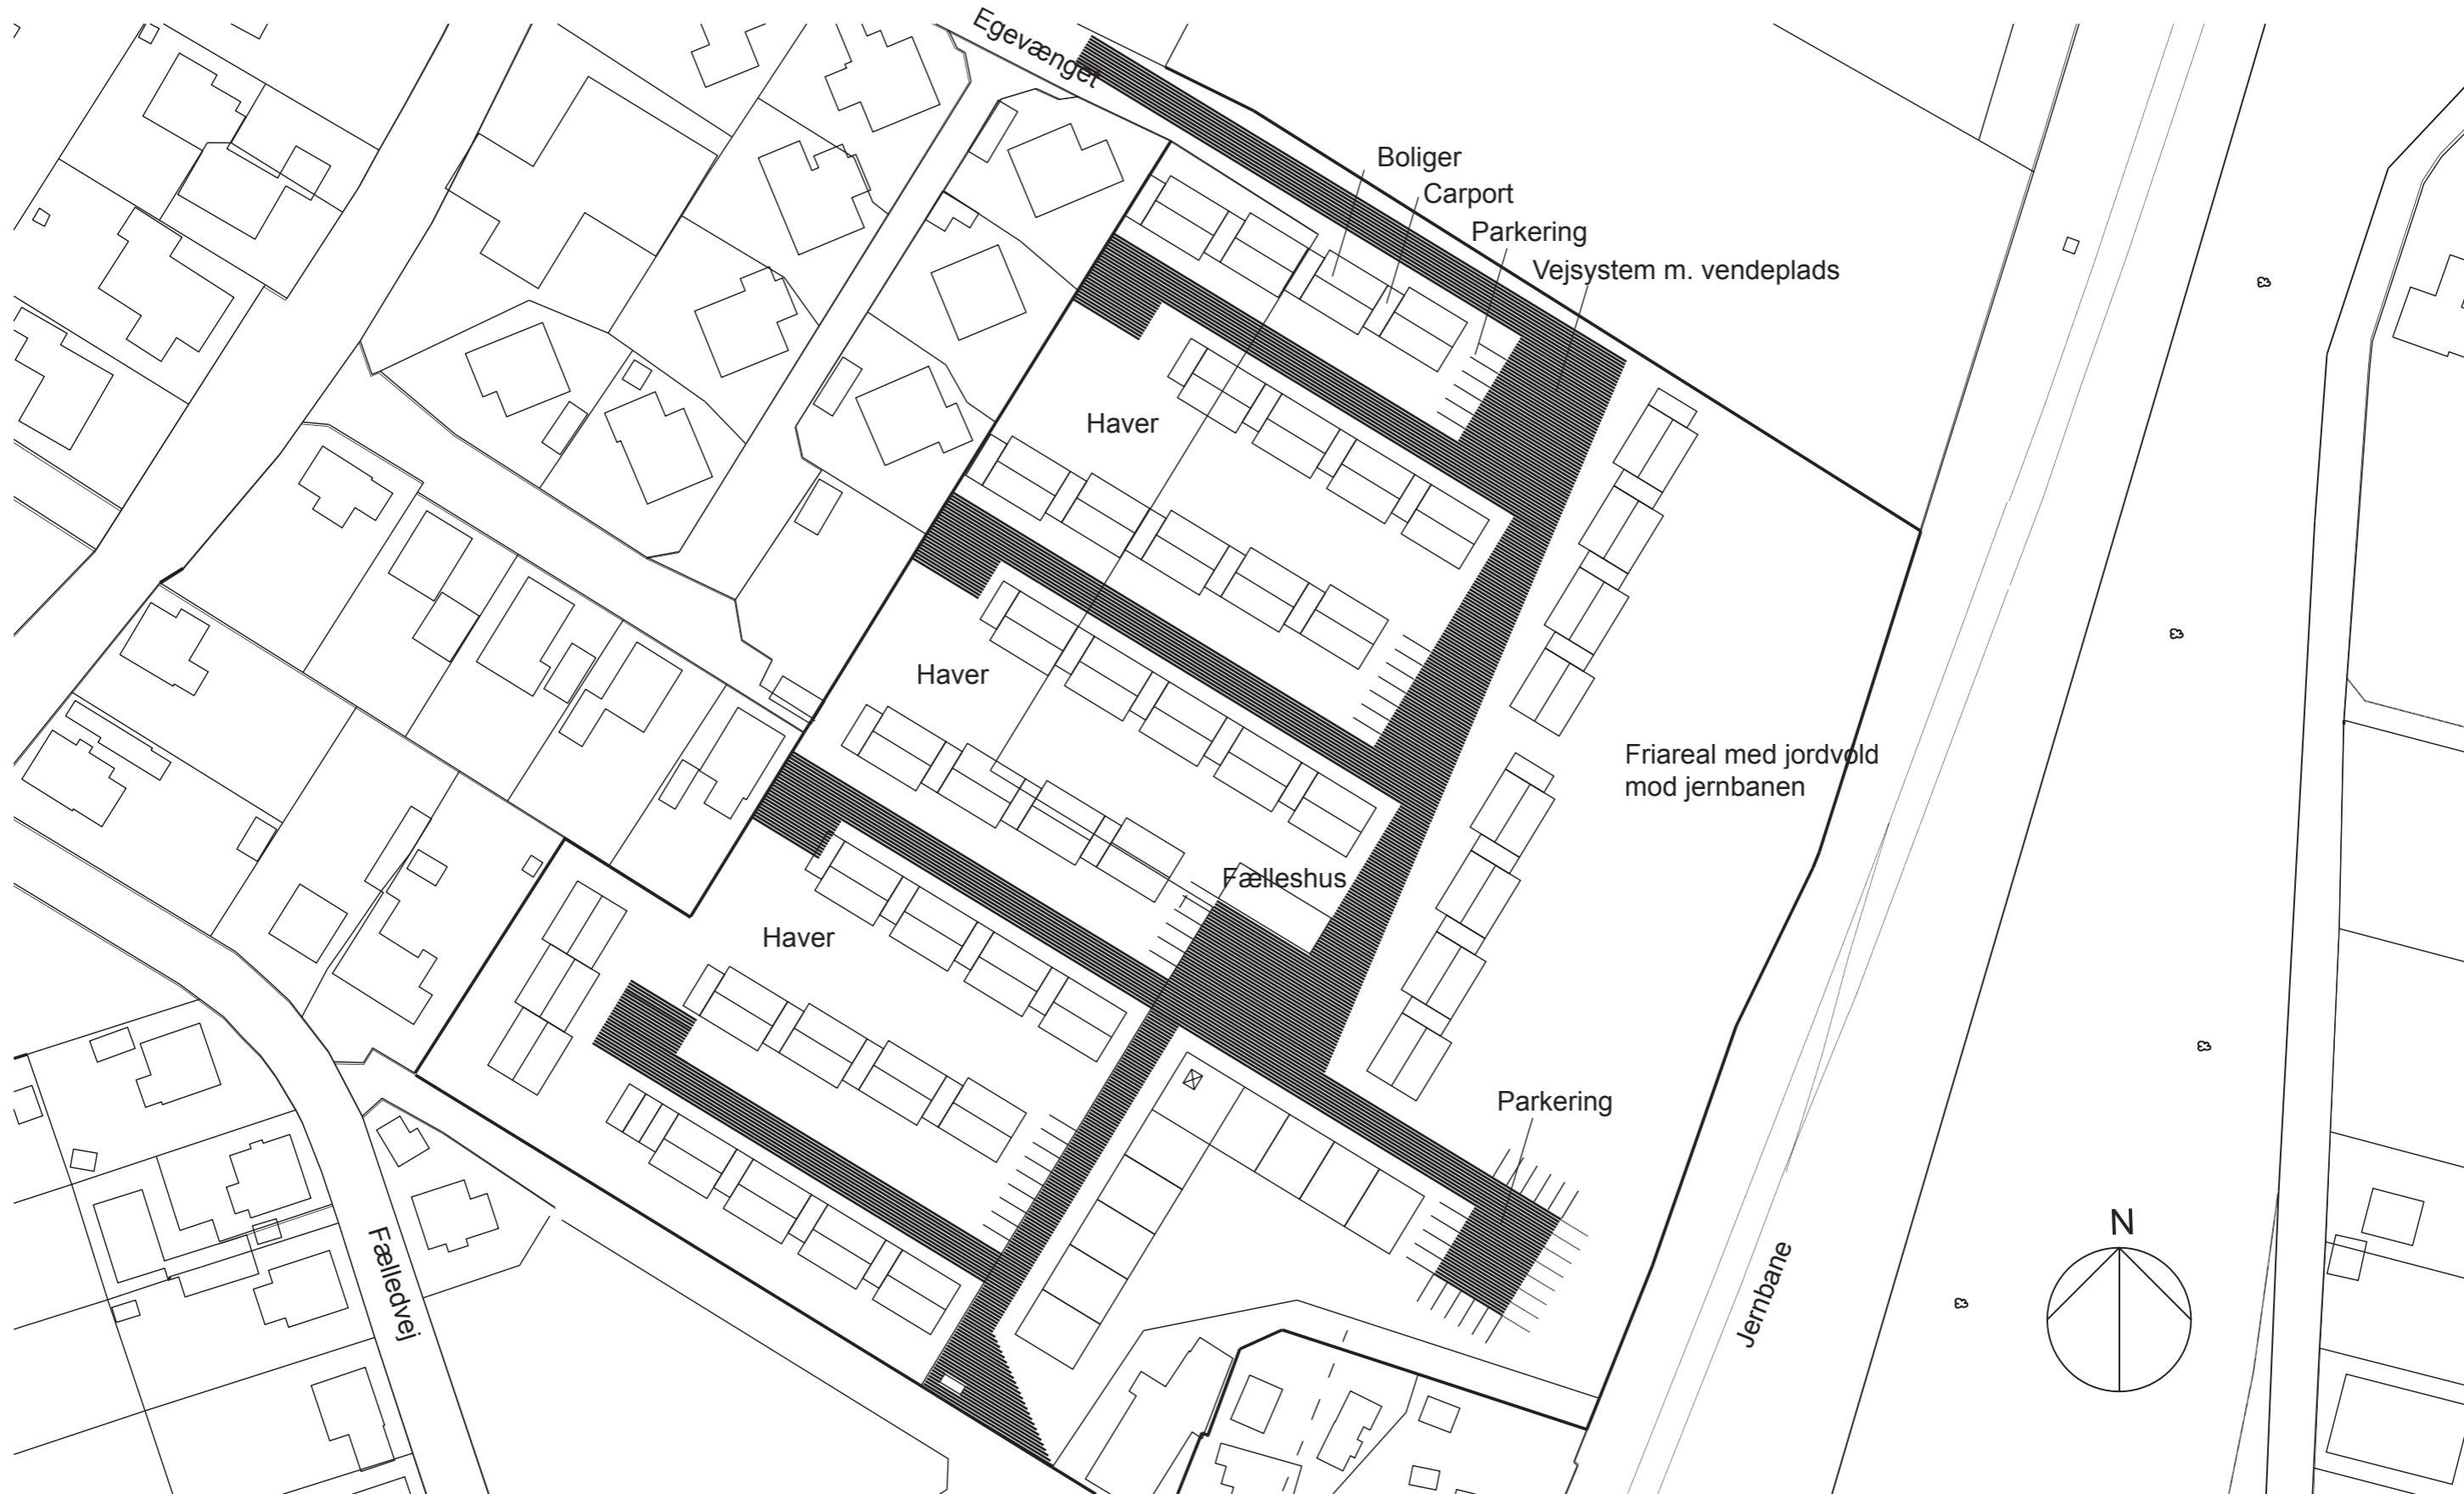 Egevænget
Boliger
Carport
Parkering
Vejsystem m. vendeplads
Haver
Haver
Friareal med jordvold
mod jernbanen
Fælleshus
Haver
Parkering
N
Fælledvej
Jernbane